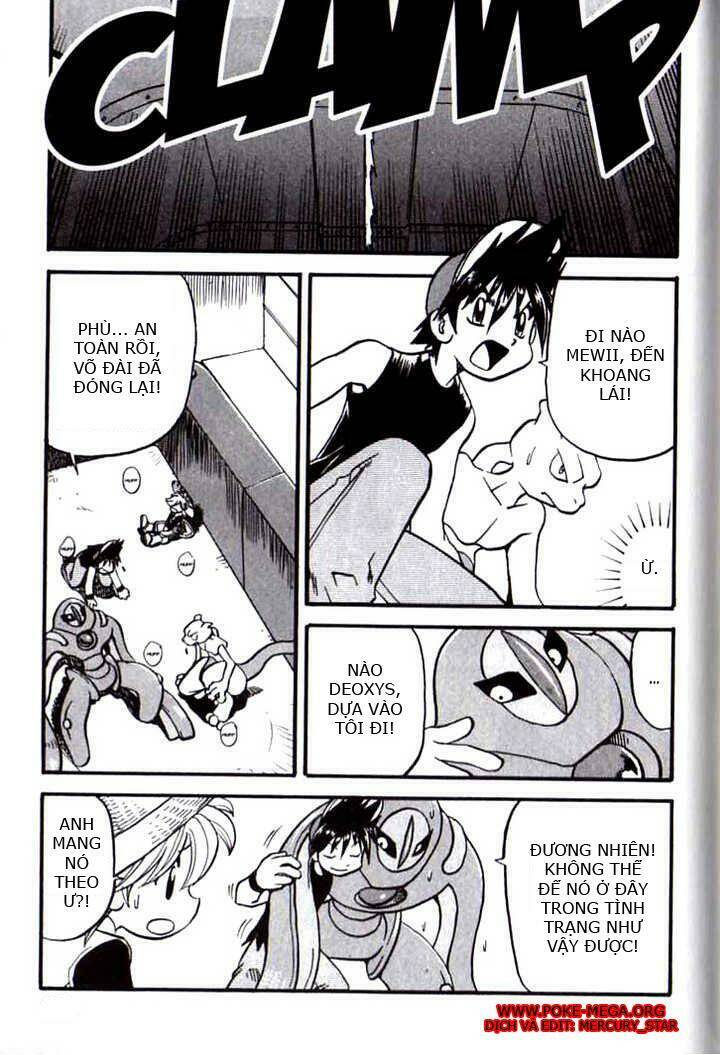 CLAMP
PHÙ... AN
TOÀN RỒI,
VÕ ĐÀI ĐÃ
ĐÓNG LẠI!
ĐI NÀO
MEWII, ĐẾN
KHOANG
LÁI!
Ừ.
NÀO
DEOXYS,
DỰA VÀO
TÔI ĐI!
...
ANH
MANG
NÓ
THEO
Ư?!
ĐƯƠNG NHIÊN!
KHÔNG THỂ
ĐỂ NÓ Ở ĐÂY
TRONG TÌNH
TRẠNG NHƯ
VẬY ĐƯỢC!
WWW.POKE-MEGA.ORG
DỊCH VÀ EDIT: MERCURY_STAR